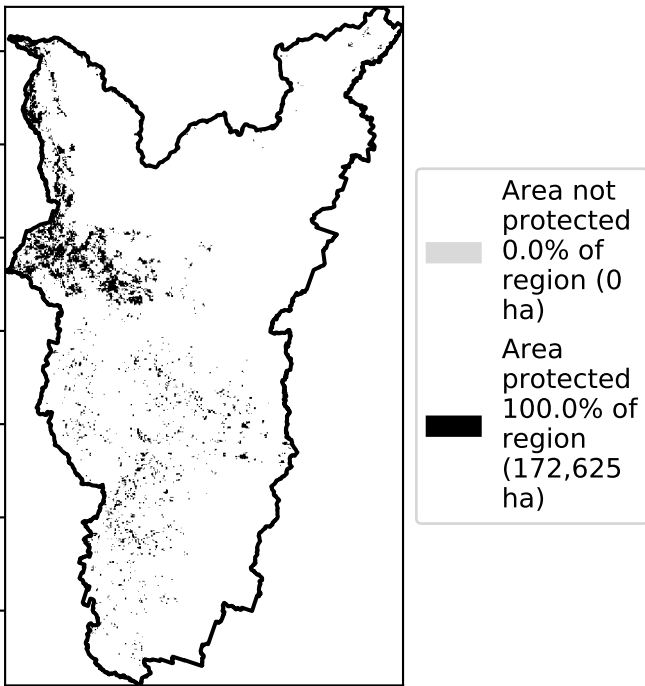 Area not
protected
0.0% of
region (0
ha)
Area
protected
100.0% of
region
(172,625
ha)